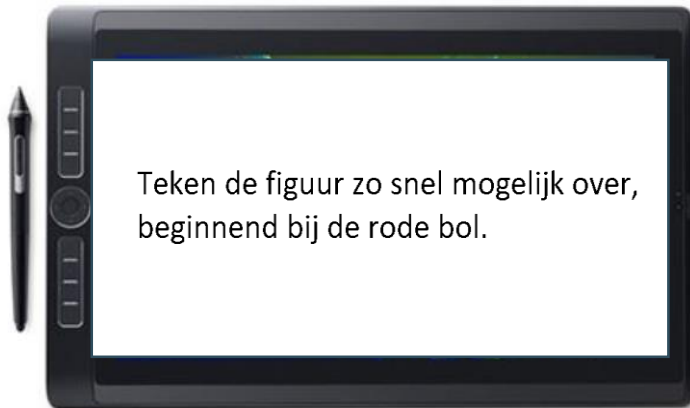 Teken de figuur zo snel mogelijk over,
beginnend bij de rode bol.